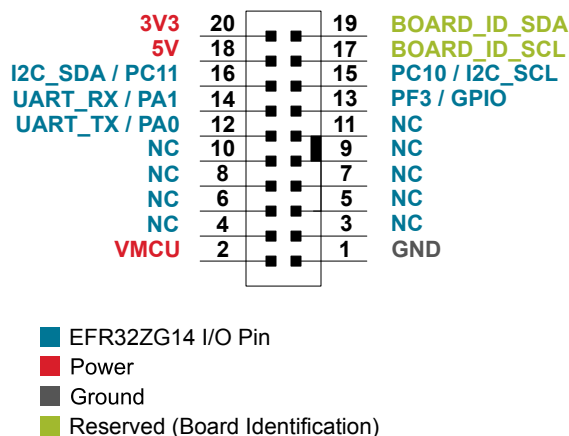 3V3 20 19 BOARD_ID_SDA
5V 18 17 BOARD_ID_SCL
I2C_SDA / PC11 16 15 PC10 / I2C_SCL
UART_RX / PA1 14 13 PF3 / GPIO
UART_TX / PA0 12 11 NC
NC 10 9 NC
NC 8 7 NC
NC 6 5 NC
NC 4 3 NC
VMCU 2 1 GND
EFR32ZG14 I/O Pin
Power
Ground
Reserved (Board Identification)